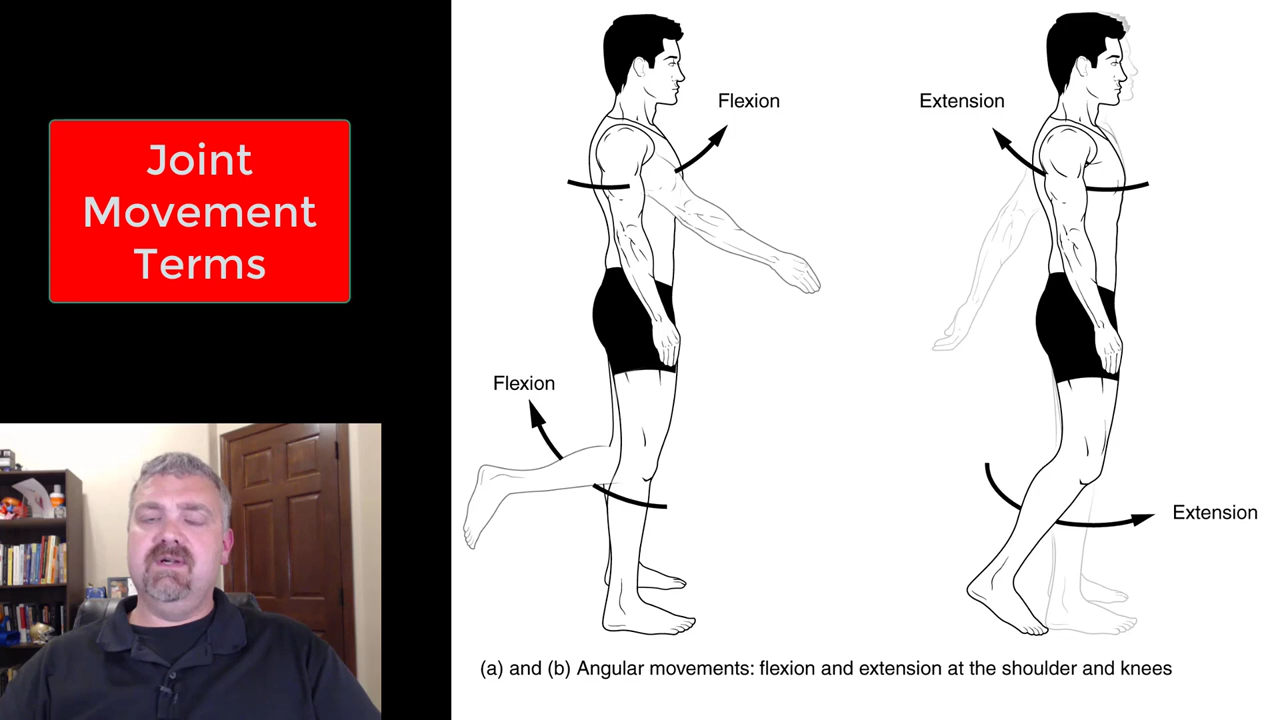 Joint
Movement
Terms
Flexion
Extension
Flexion
Extension
(a) and (b) Angular movements: flexion and extension at the shoulder and knees